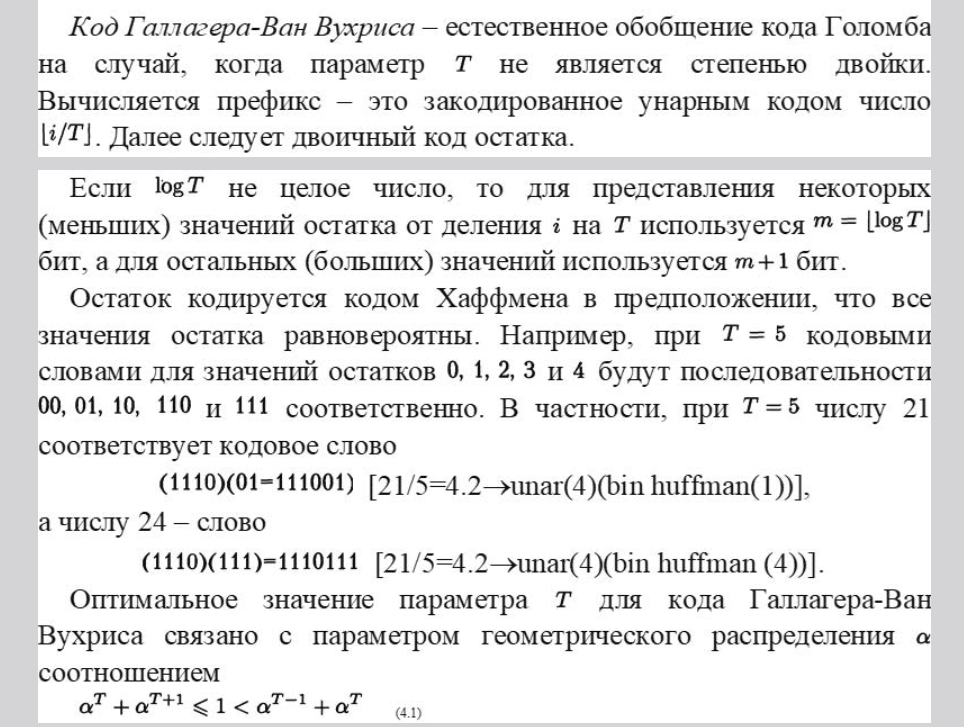 Код Галлагера-Ван Вухриса – естественное обобщение кода Голомба
на случай, когда параметр T не является степенью двойки.
Вычисляется префикс – это закодированное унарным кодом число
⌊i/T⌋. Далее следует двоичный код остатка.
Если log T не целое число, то для представления некоторых
(меньших) значений остатка от деления i на T используется m = ⌊log T⌋
бит, а для остальных (больших) значений используется m+1 бит.
Остаток кодируется кодом Хаффмена в предположении, что все
значения остатка равновероятны. Например, при T = 5 кодовыми
словами для значений остатков 0, 1, 2, 3 и 4 будут последовательности
00, 01, 10, 110 и 111 соответственно. В частности, при T = 5 числу 21
соответствует кодовое слово
(1110)(01=111001) [21/5=4.2→unar(4)(bin huffman(1))],
а числу 24 – слово
(1110)(111)=1110111 [21/5=4.2→unar(4)(bin huffman (4))].
Оптимальное значение параметра T для кода Галлагера-Ван
Вухриса связано с параметром геометрического распределения α
соотношением
α^T + α^{T+1} ⩽ 1 < α^{T−1} + α^T (4.1)